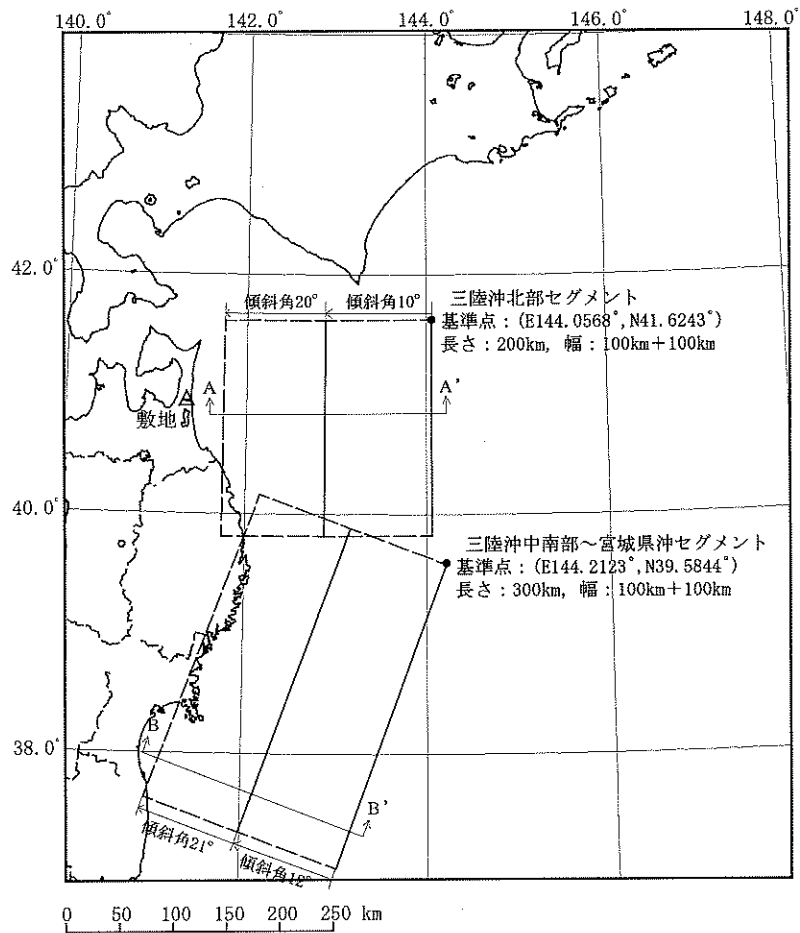 140.0° 142.0° 144.0° 146.0° 148.0°
42.0°
40.0°
38.0°
傾斜角20° 傾斜角10°
三陸沖北部セグメント
基準点：(E144.0568°,N41.6243°)
長さ：200km, 幅：100km＋100km
A A'
敷地
三陸沖中南部～宮城県沖セグメント
基準点：(E144.2123°,N39.5844°)
長さ：300km, 幅：100km＋100km
B
B'
傾斜角21°
傾斜角12°
0 50 100 150 200 250 km